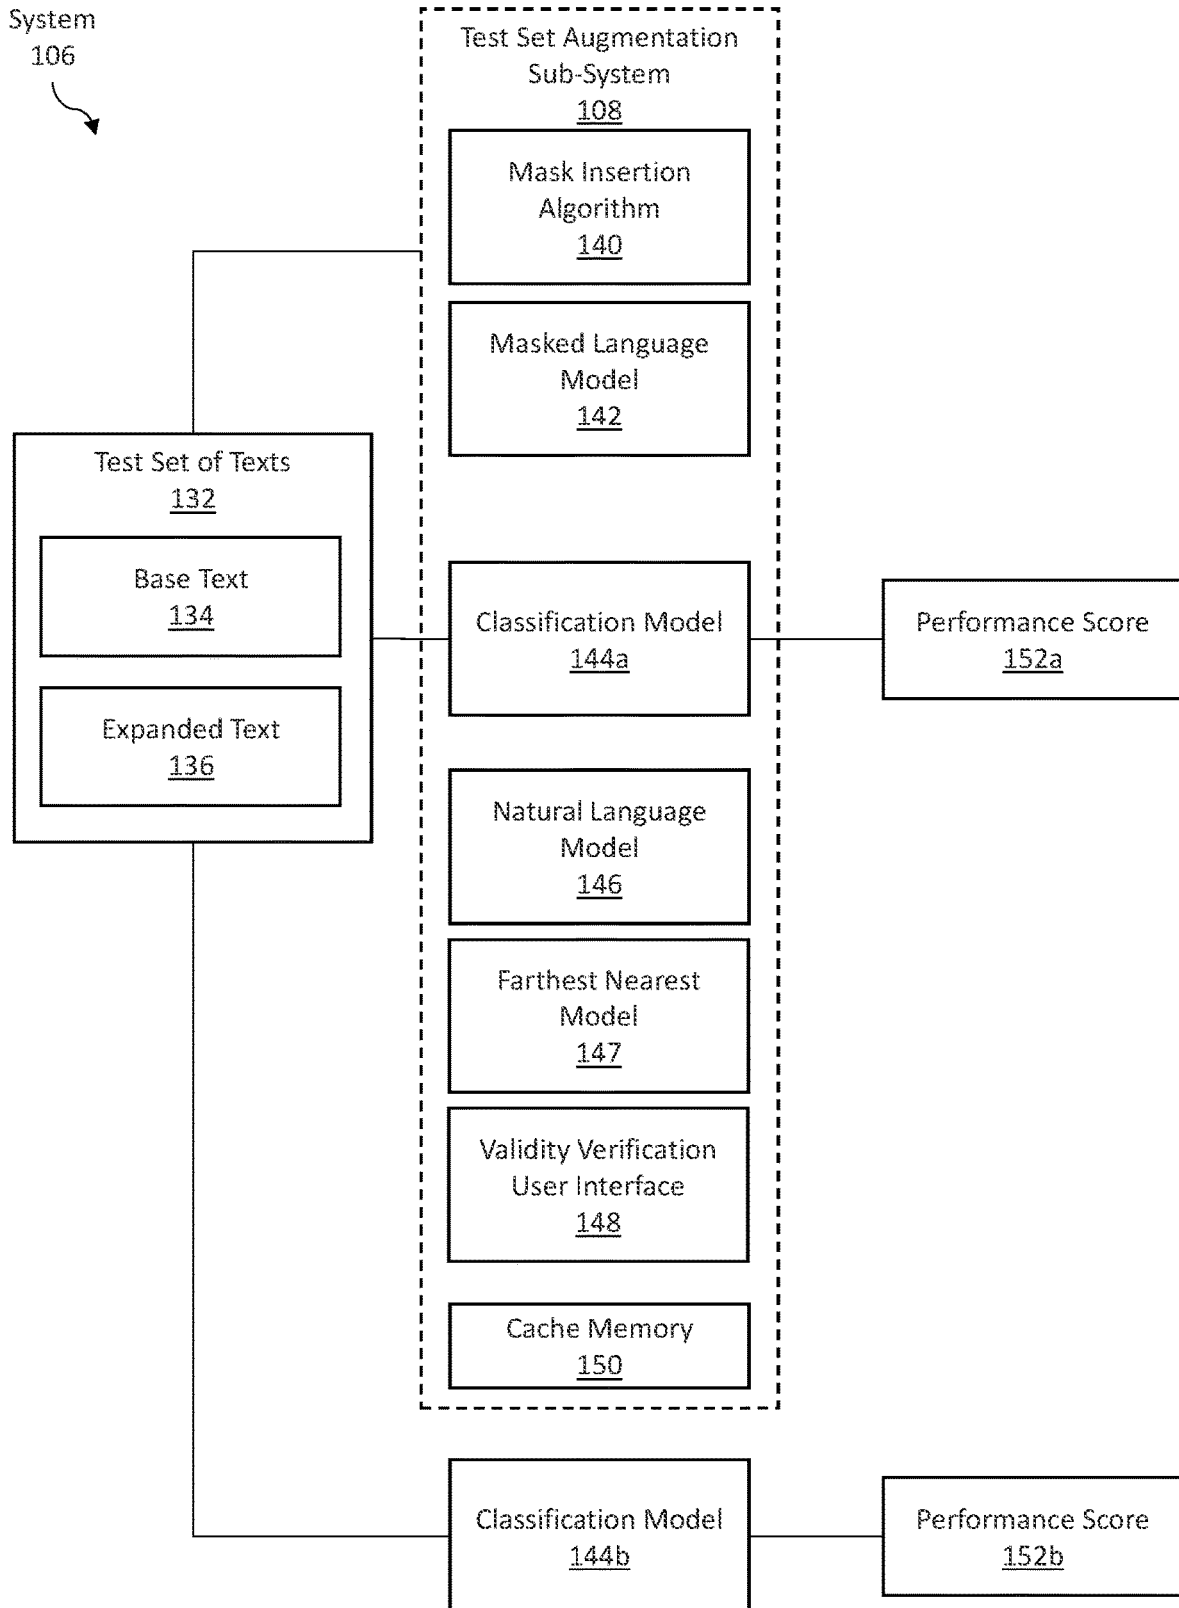 System
106
Test Set Augmentation
Sub-System
108
Mask Insertion
Algorithm
140
Masked Language
Model
142
Test Set of Texts
132
Base Text
134
Expanded Text
136
Classification Model
144a
Performance Score
152a
Natural Language
Model
146
Farthest Nearest
Model
147
Validity Verification
User Interface
148
Cache Memory
150
Classification Model
144b
Performance Score
152b